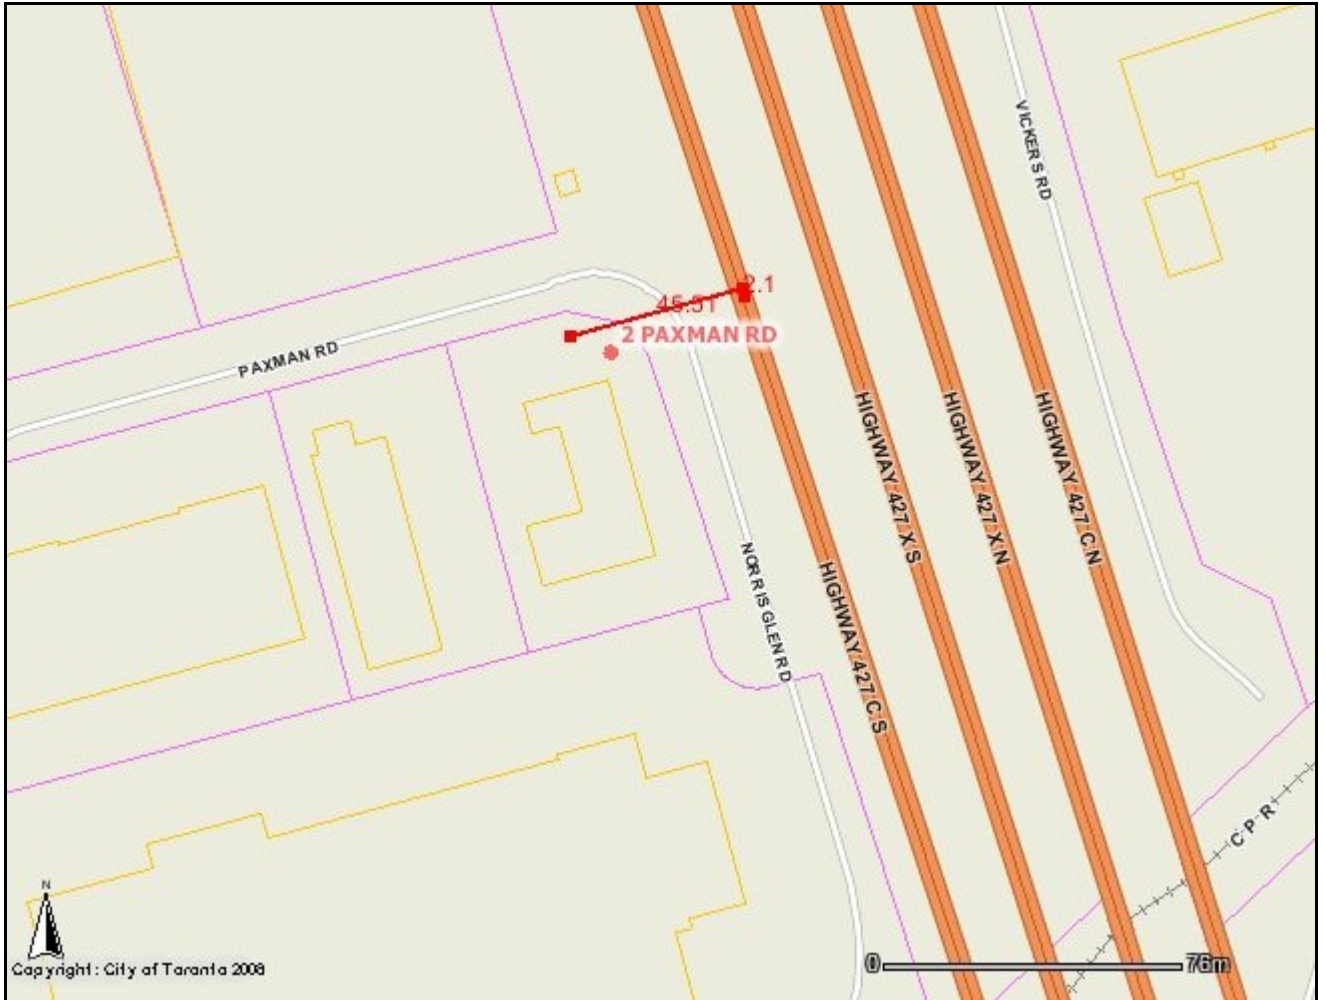 VICKERS RD
2.1
45.51
2 PAXMAN RD
PAXMAN RD
HIGHWAY 427 X S
HIGHWAY 427 X N
HIGHWAY 427 C N
NORRIS GLEN RD
HIGHWAY 427 C S
C P R
N
0 76m
Copyright: City of Toronto 2008